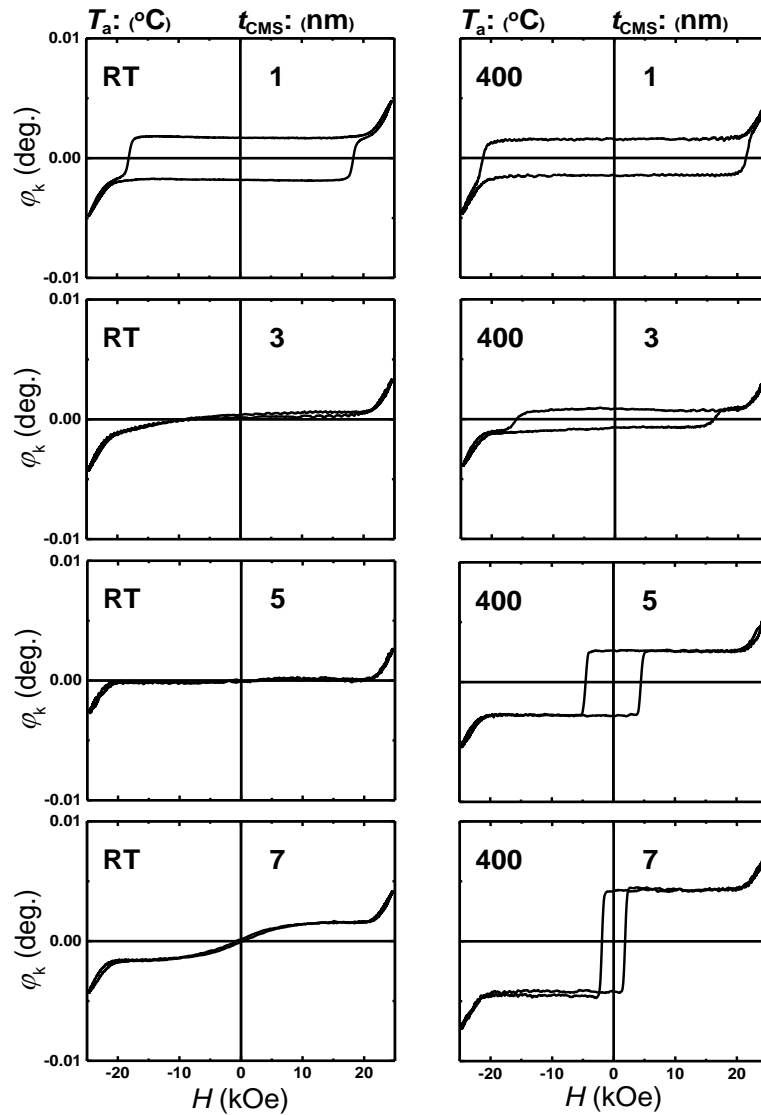 Ta: (oC) tCMS: (nm) Ta: (oC) tCMS: (nm)
0.01
RT 1 400 1
φk (deg.)
0.00
-0.01
0.01
RT 3 400 3
φk (deg.)
0.00
-0.01
0.01
RT 5 400 5
φk (deg.)
0.00
-0.01
0.01
RT 7 400 7
φk (deg.)
0.00
-0.01
-20 -10 0 10 20 -20 -10 0 10 20
H (kOe) H (kOe)